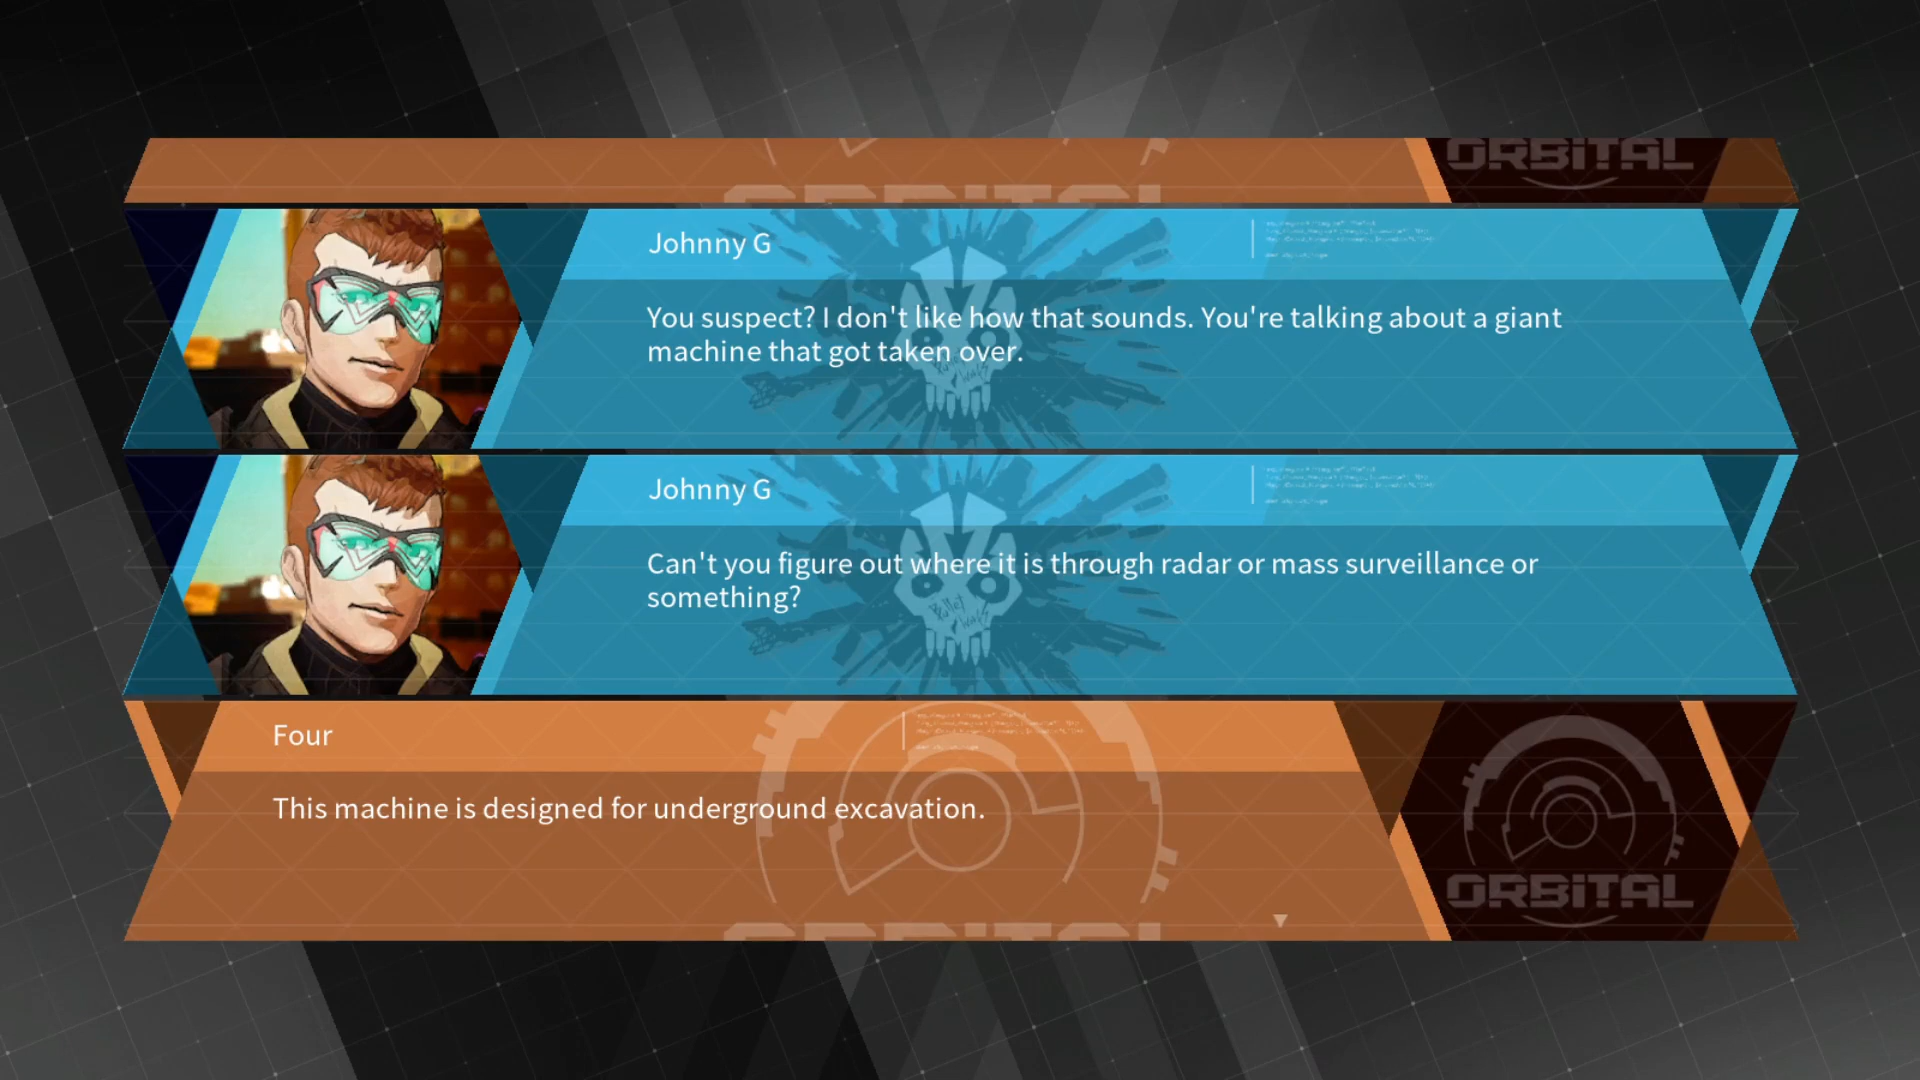 ORBITAL
Johnny G
You suspect? I don't like how that sounds. You're talking about a giant
machine that got taken over.
Johnny G
Can't you figure out where it is through radar or mass surveillance or
something?
Bullet
Four
This machine is designed for underground excavation.
ORBITAL